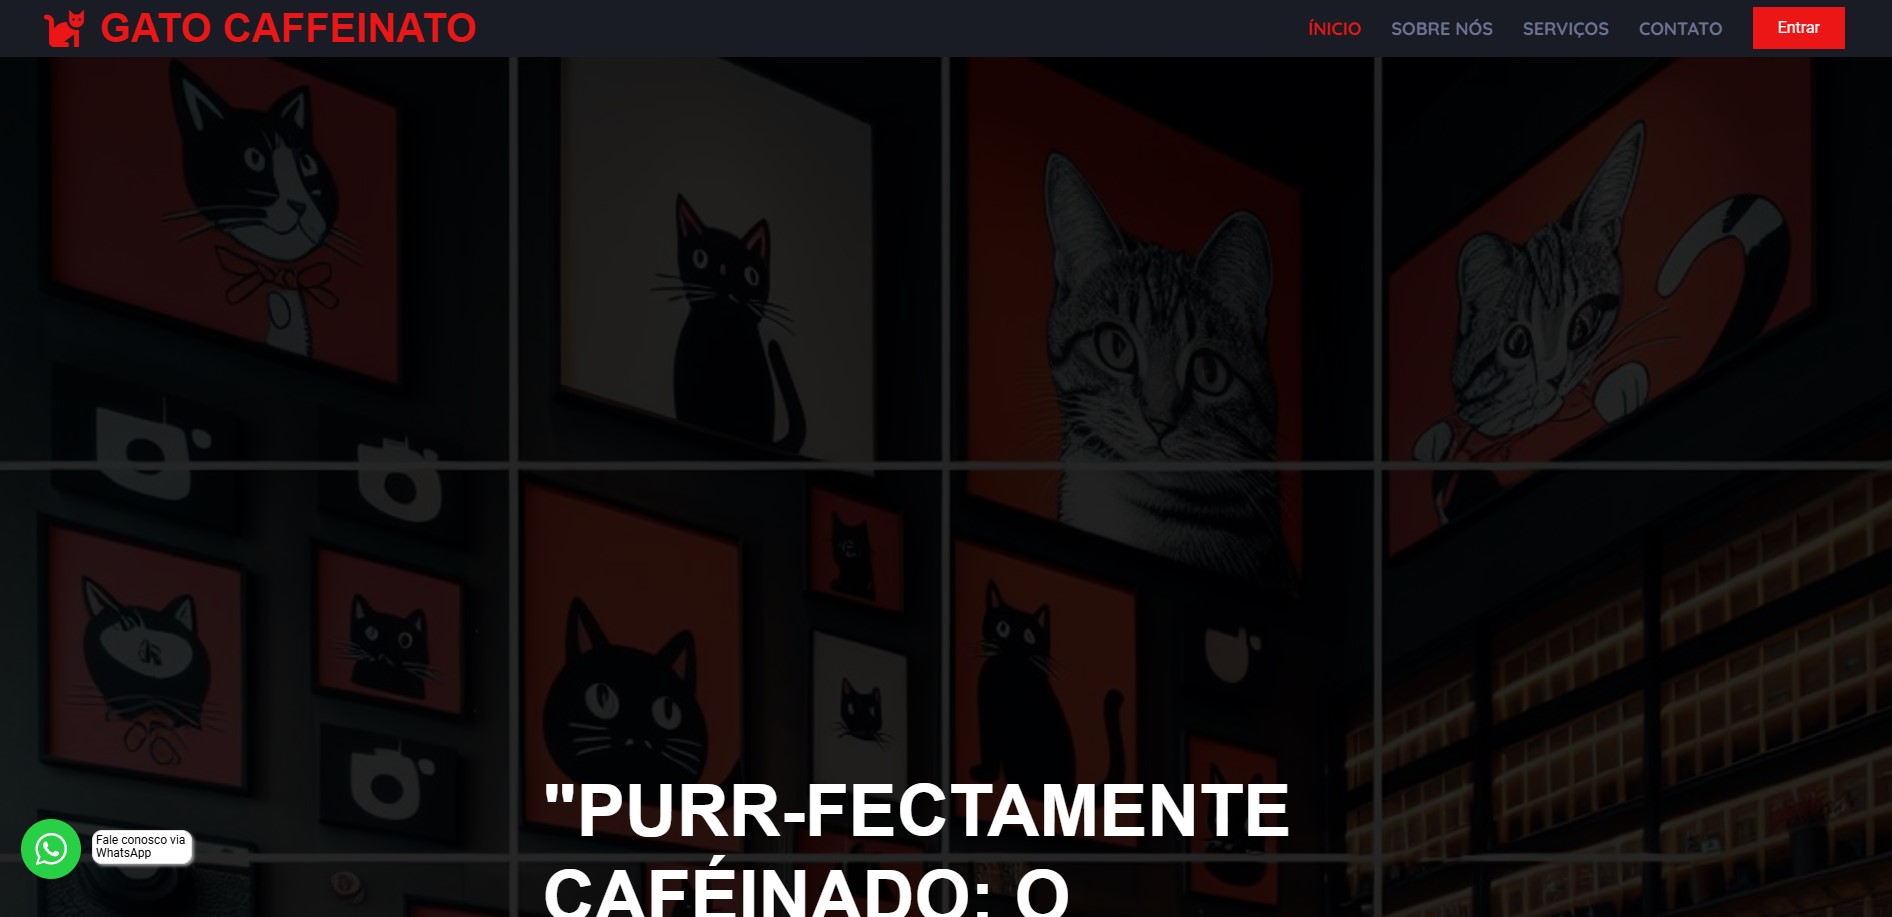 GATO CAFFEINATO
ÍNICIO SOBRE NÓS SERVIÇOS CONTATO Entrar
"PURR-FECTAMENTE
CAFÉINADO: O
Fale conosco via
WhatsApp